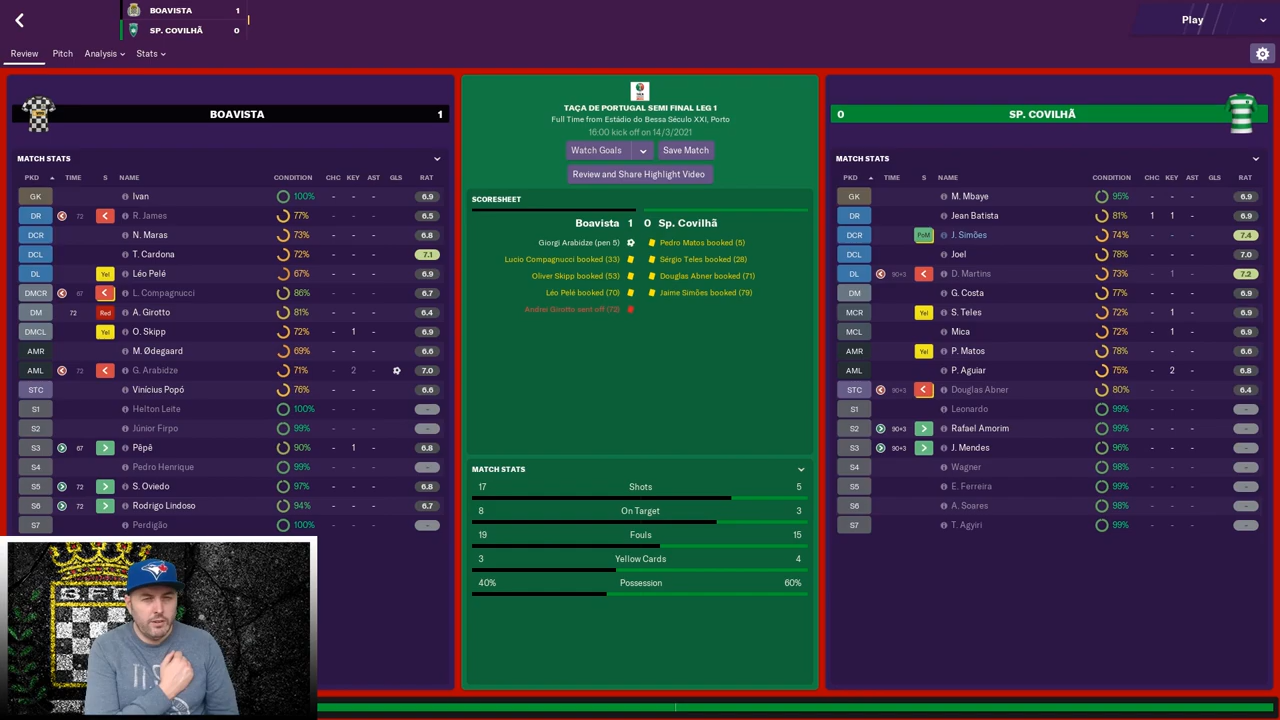 BOAVISTA 1
SP. COVILHÃ 0
Play
Review Pitch Analysis Stats
BOAVISTA 1
MATCH STATS
PKD TIME S NAME CONDITION CHC KEY AST GLS RAT
GK Ivan 100% - - - 6.9
DR 72 R. James 77% - - - 6.5
DCR N. Maras 73% - - - 6.8
DCL T. Cardona 72% - - - 7.1
DL Yel Léo Pelé 67% - - - 6.9
DMCR 67 L. Compagnucci 86% - - - 6.7
DM 72 Red A. Girotto 81% - - - 6.4
DMCL Yel O. Skipp 72% - 1 - 6.9
AMR M. Ødegaard 69% - - - 6.6
AML 72 G. Arabidze 71% - 2 - 7.0
STC Vinícius Popó 76% - - - 6.6
S1 Helton Leite 100% -
S2 Júnior Firpo 99% -
S3 67 Pêpê 90% - 1 - 6.8
S4 Pedro Henrique 99% -
S5 72 S. Oviedo 97% - - - 6.8
S6 72 Rodrigo Lindoso 94% - - - 6.7
S7 Perdigão 100% -
TAÇA DE PORTUGAL SEMI FINAL LEG 1
Full Time from Estádio do Bessa Século XXI, Porto
16:00 kick off on 14/3/2021
Watch Goals Save Match
Review and Share Highlight Video
SCORESHEET
Boavista 1 0 Sp. Covilhã
Giorgi Arabidze (pen 5) Pedro Matos booked (5)
Lucio Compagnucci booked (33) Sérgio Teles booked (28)
Oliver Skipp booked (53) Douglas Abner booked (71)
Léo Pelé booked (70) Jaime Simões booked (79)
Andrei Girotto sent off (72)
MATCH STATS
17 Shots 5
8 On Target 3
19 Fouls 15
3 Yellow Cards 4
40% Possession 60%
0 SP. COVILHÃ
MATCH STATS
PKD TIME S NAME CONDITION CHC KEY AST GLS RAT
GK M. Mbaye 95% - - - 6.9
DR Jean Batista 81% 1 1 - 6.9
DCR PoM J. Simões 74% - - - 7.4
DCL Joel 78% - - - 7.0
DL 90+3 D. Martins 73% - 1 - 7.2
DM G. Costa 77% - - - 6.9
MCR Yel S. Teles 72% - 1 - 6.9
MCL Mica 72% - 1 - 6.9
AMR Yel P. Matos 78% - - - 6.6
AML P. Aguiar 75% - 2 - 6.8
STC 90+3 Douglas Abner 80% - - - 6.4
S1 Leonardo 99% -
S2 90+3 Rafael Amorim 99% - - - -
S3 90+3 J. Mendes 96% - - - -
S4 Wagner 98% -
S5 E. Ferreira 99% -
S6 A. Soares 98% -
S7 T. Agyiri 99% -